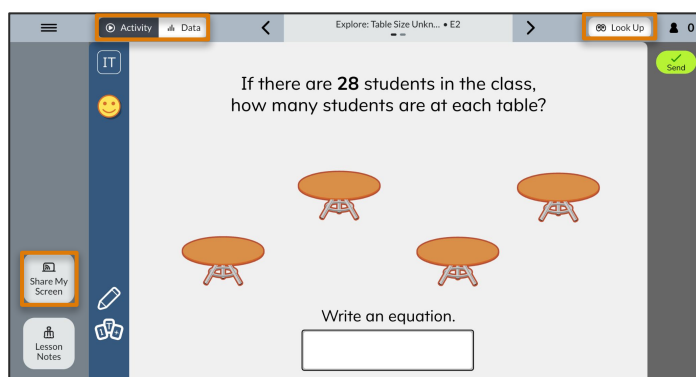 Activity
Data
Explore: Table Size Unkn... • E2
Look Up
0
IT
Send
If there are 28 students in the class,
how many students are at each table?
Share My
Screen
Write an equation.
Lesson
Notes